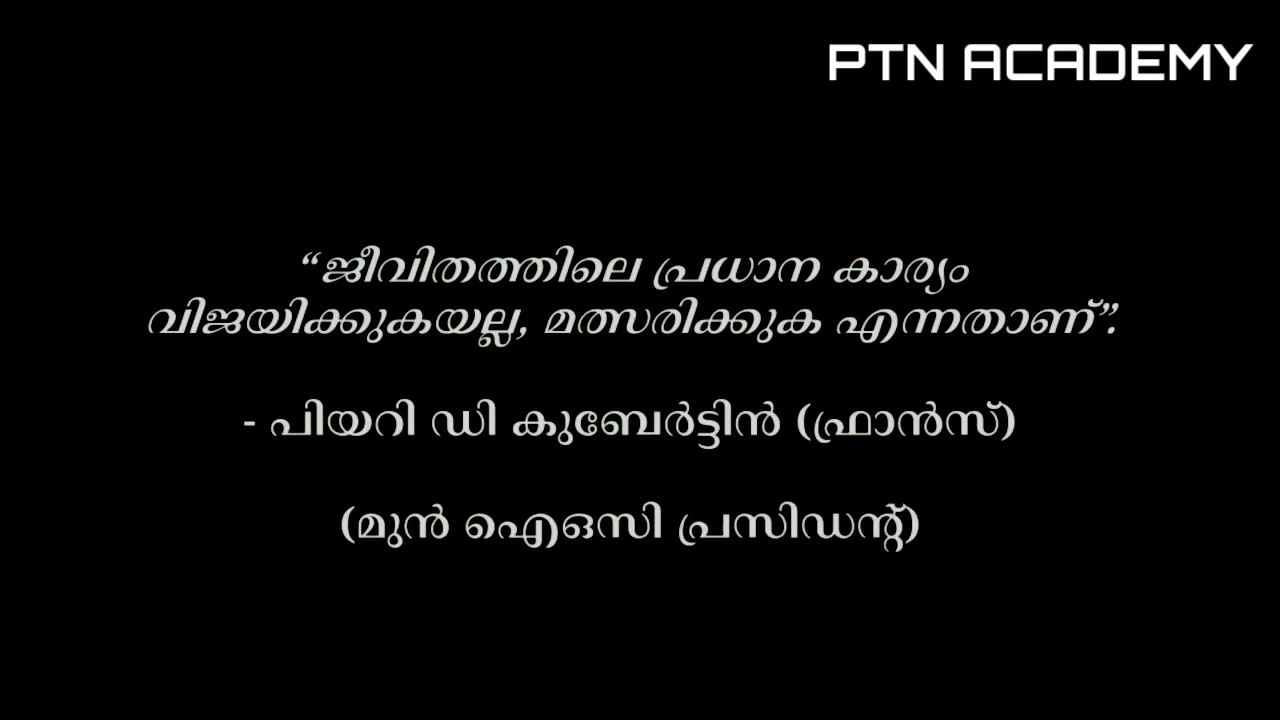 PTN ACADEMY
“ജീവിതത്തിലെ പ്രധാന കാര്യം
വിജയിക്കുകയല്ല, മത്സരിക്കുക എന്നതാണ്”.
- പിയറി ഡി കുബേർട്ടിൻ (ഫ്രാൻസ്)
(മുൻ ഐഒസി പ്രസിഡന്റ്)